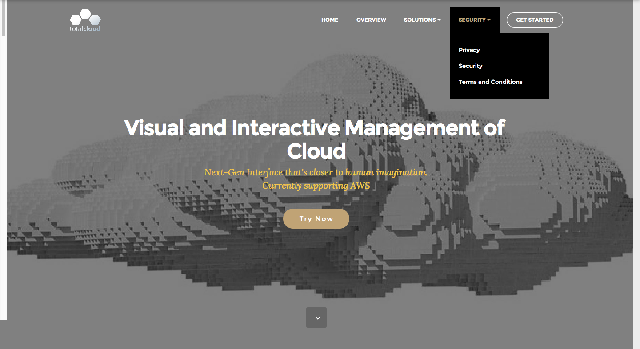 HOME
OVERVIEW
SOLUTIONS
SECURITY
GET STARTED
totalcloud
Privacy
Security
Terms and Conditions
Visual and Interactive Management of
Cloud
Next-Gen Interface that's closer to human imagination.
Currently supporting AWS
Try Now